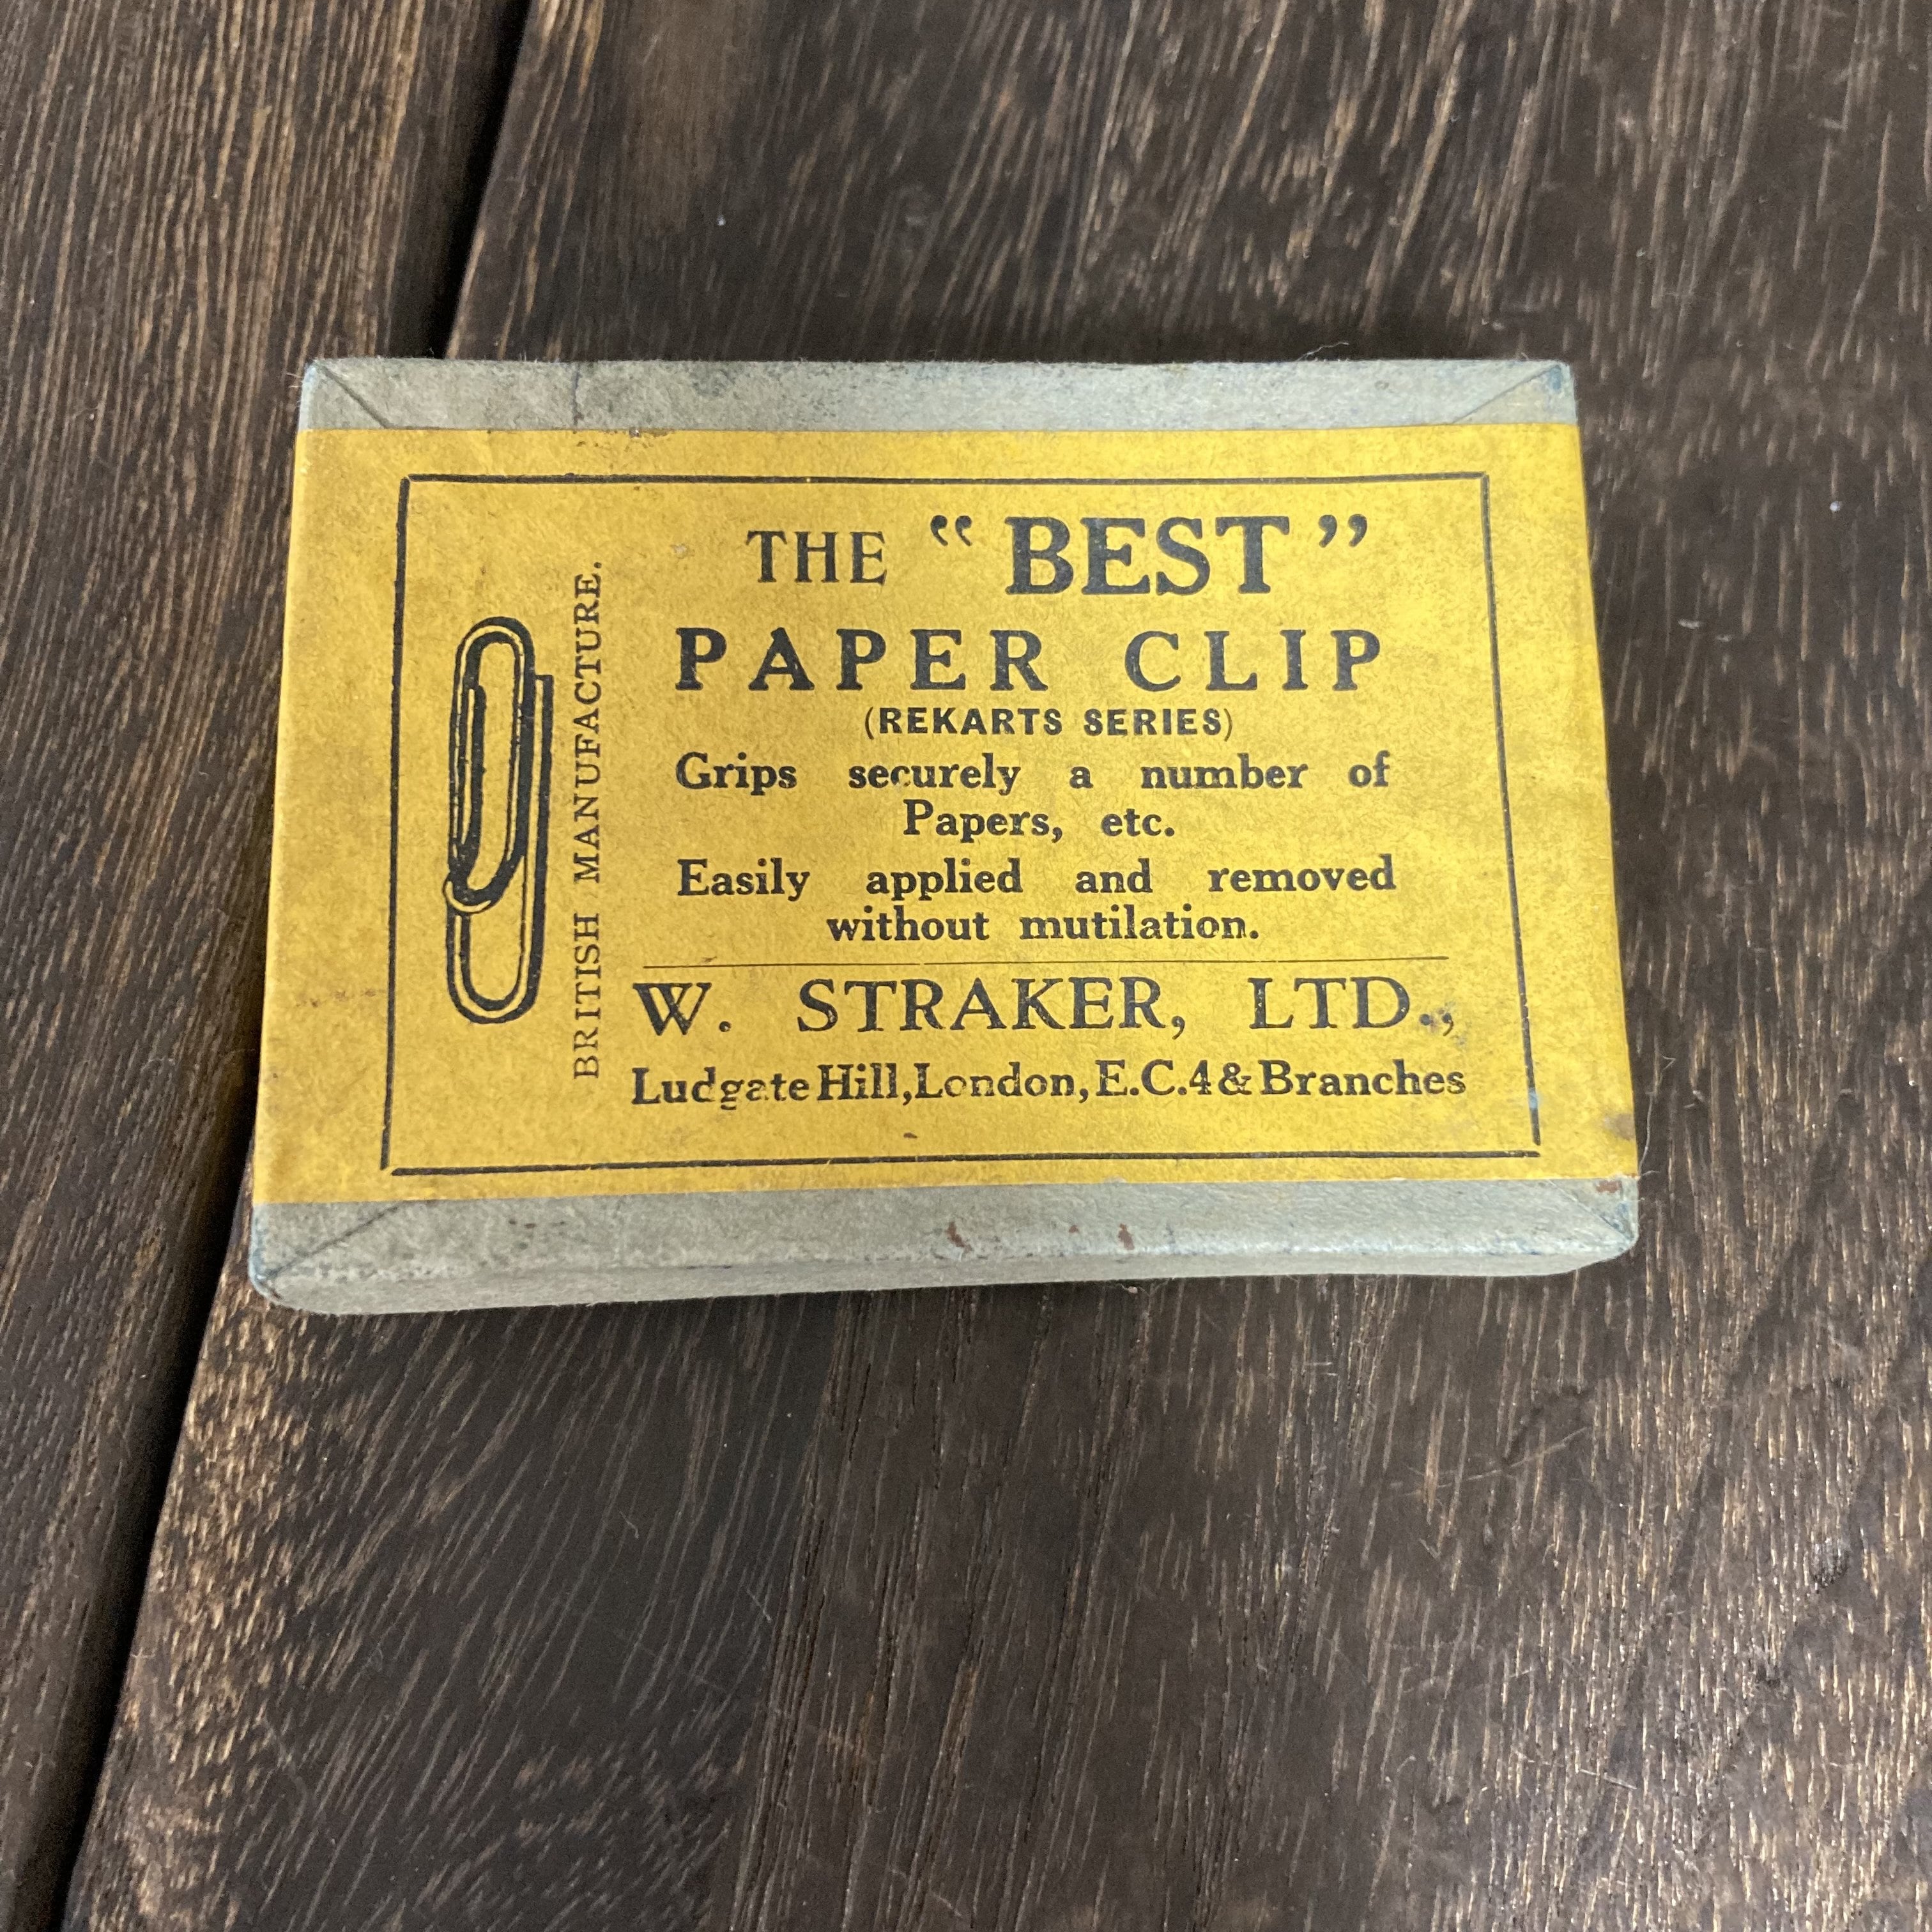 THE “BEST”
PAPER CLIP
(REKARTS SERIES)
Grips securely a number of
Papers, etc.
Easily applied and removed
without mutilation.
W. STRAKER, LTD.,
Ludgate Hill, London, E.C.4 & Branches
BRITISH MANUFACTURE.